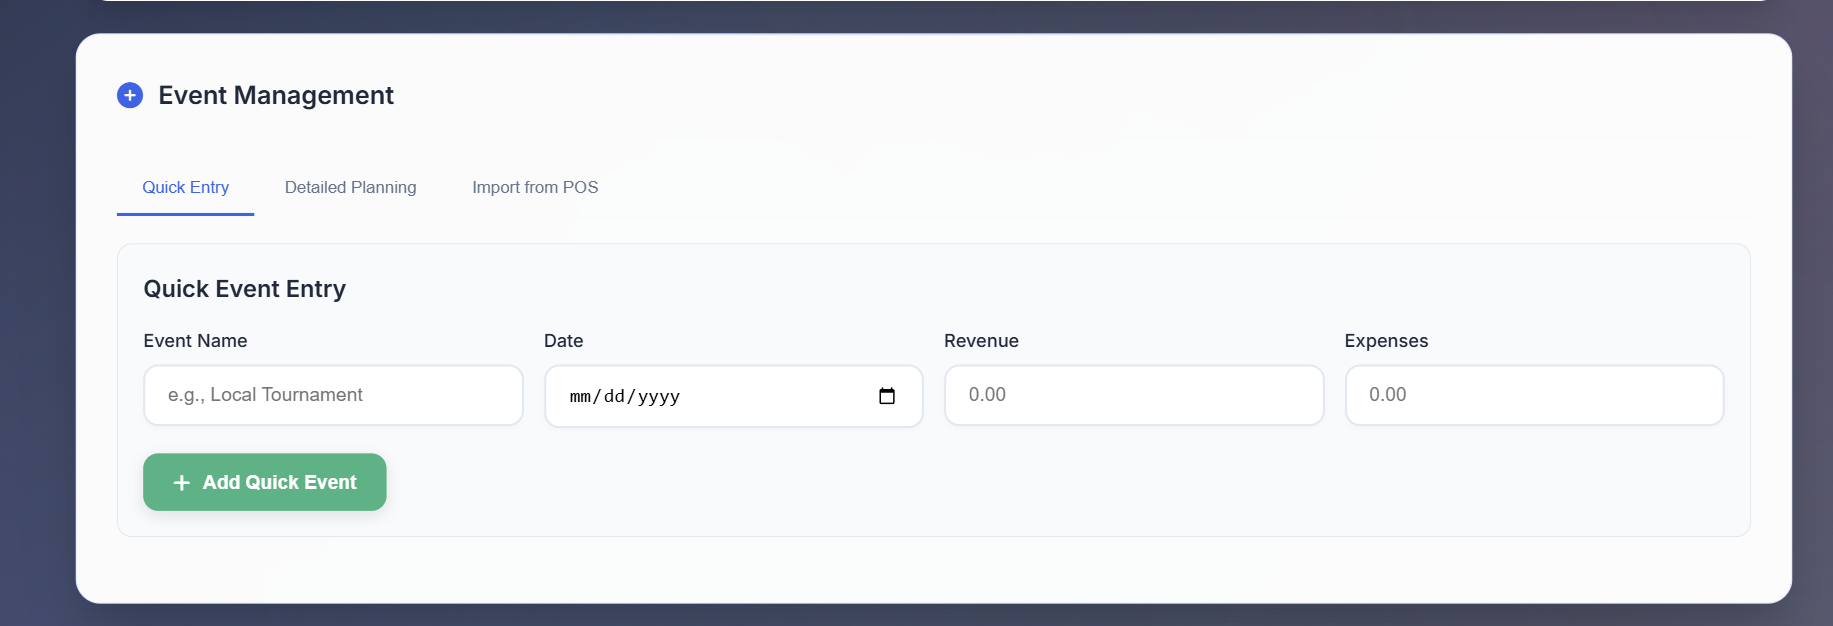 Event Management
Quick Entry
Detailed Planning
Import from POS
Quick Event Entry
Event Name
Date
Revenue
Expenses
e.g., Local Tournament
mm/dd/yyyy
0.00
0.00
+ Add Quick Event